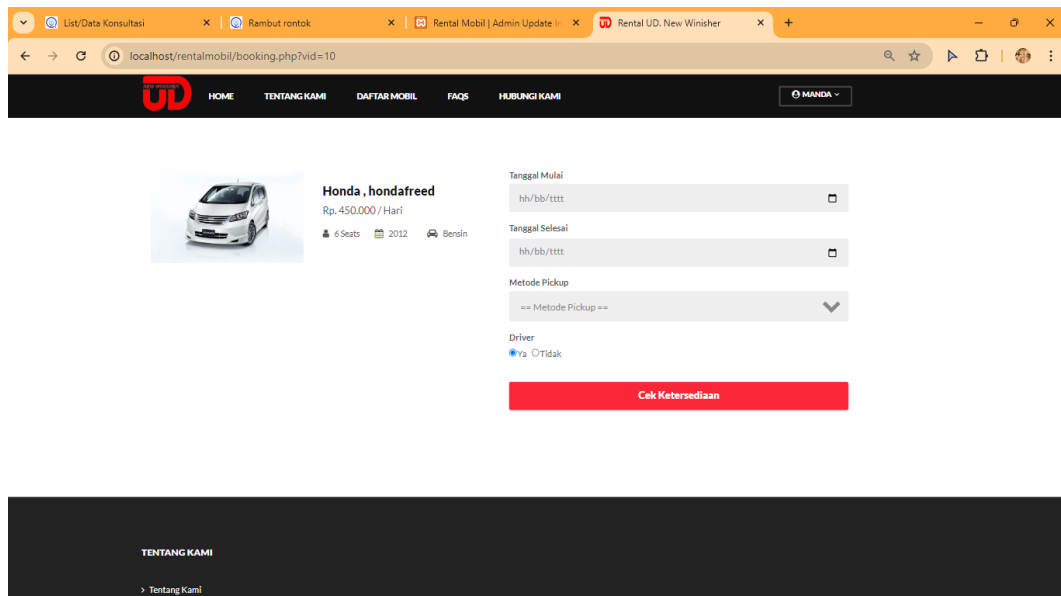 List/Data Konsultasi
Rambut rontok
Rental Mobil | Admin Update Im
Rental UD. New Winisher
localhost/rentalmobil/booking.php?vid=10
UD
HOME TENTANG KAMI DAFTAR MOBIL FAQS HUBUNGI KAMI MANDA
Honda , hondafreed
Rp. 450.000 / Hari
6 Seats 2012 Bensin
Tanggal Mulai
hh/bb/tttt
Tanggal Selesai
hh/bb/tttt
Metode Pickup
== Metode Pickup ==
Driver
Ya Tidak
Cek Ketersediaan
TENTANG KAMI
> Tentang Kami